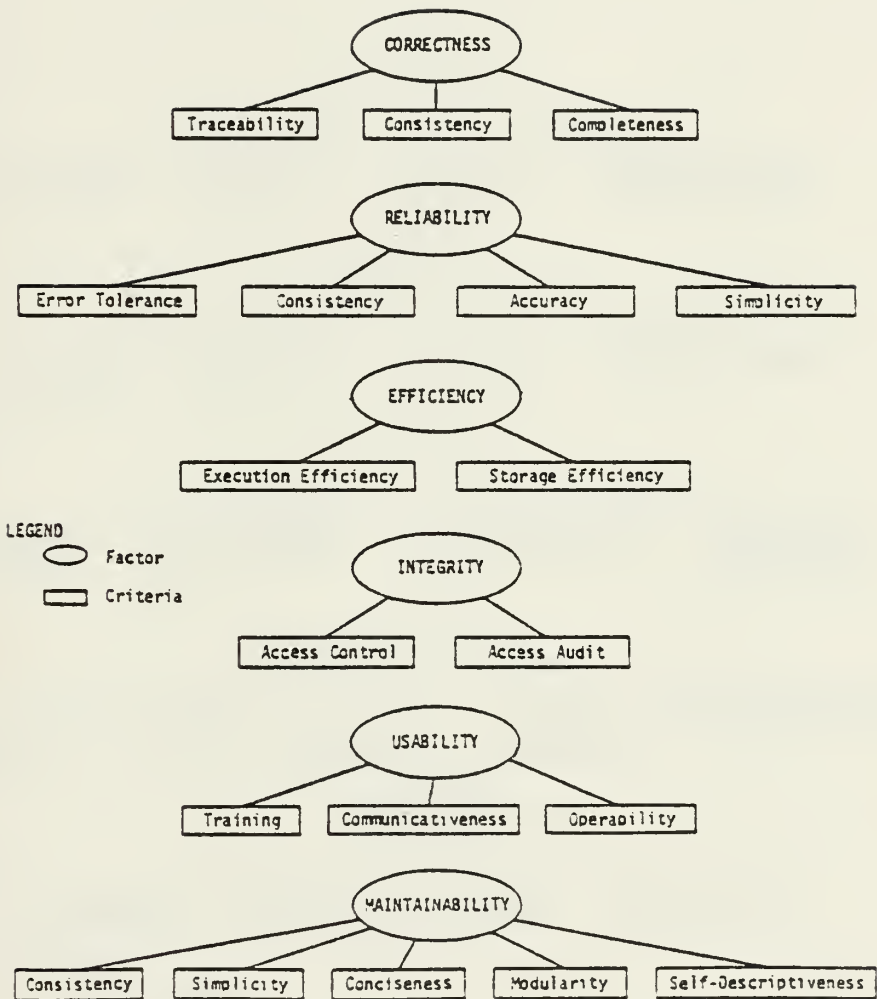 CORRECTNESS
Traceability Consistency Completeness
RELIABILITY
Error Tolerance Consistency Accuracy Simplicity
EFFICIENCY
Execution Efficiency Storage Efficiency
LEGEND
Factor
Criteria
INTEGRITY
Access Control Access Audit
USABILITY
Training Communicativeness Operability
MAINTAINABILITY
Consistency Simplicity Conciseness Modularity Self-Descriptiveness